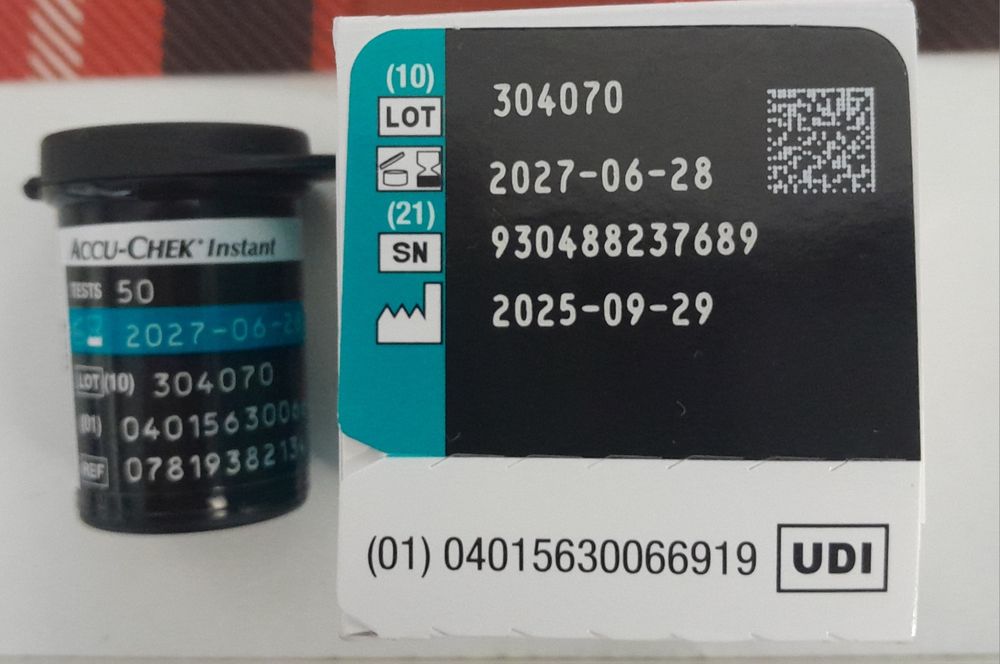 ACCU-CHEK® Instant
TESTS 50
2027-06-28
LOT (10) 304070
(01) 0401563006
REF 0781938213
(10)
LOT 304070
2027-06-28
(21)
SN 930488237689
2025-09-29
(01) 04015630066919 UDI